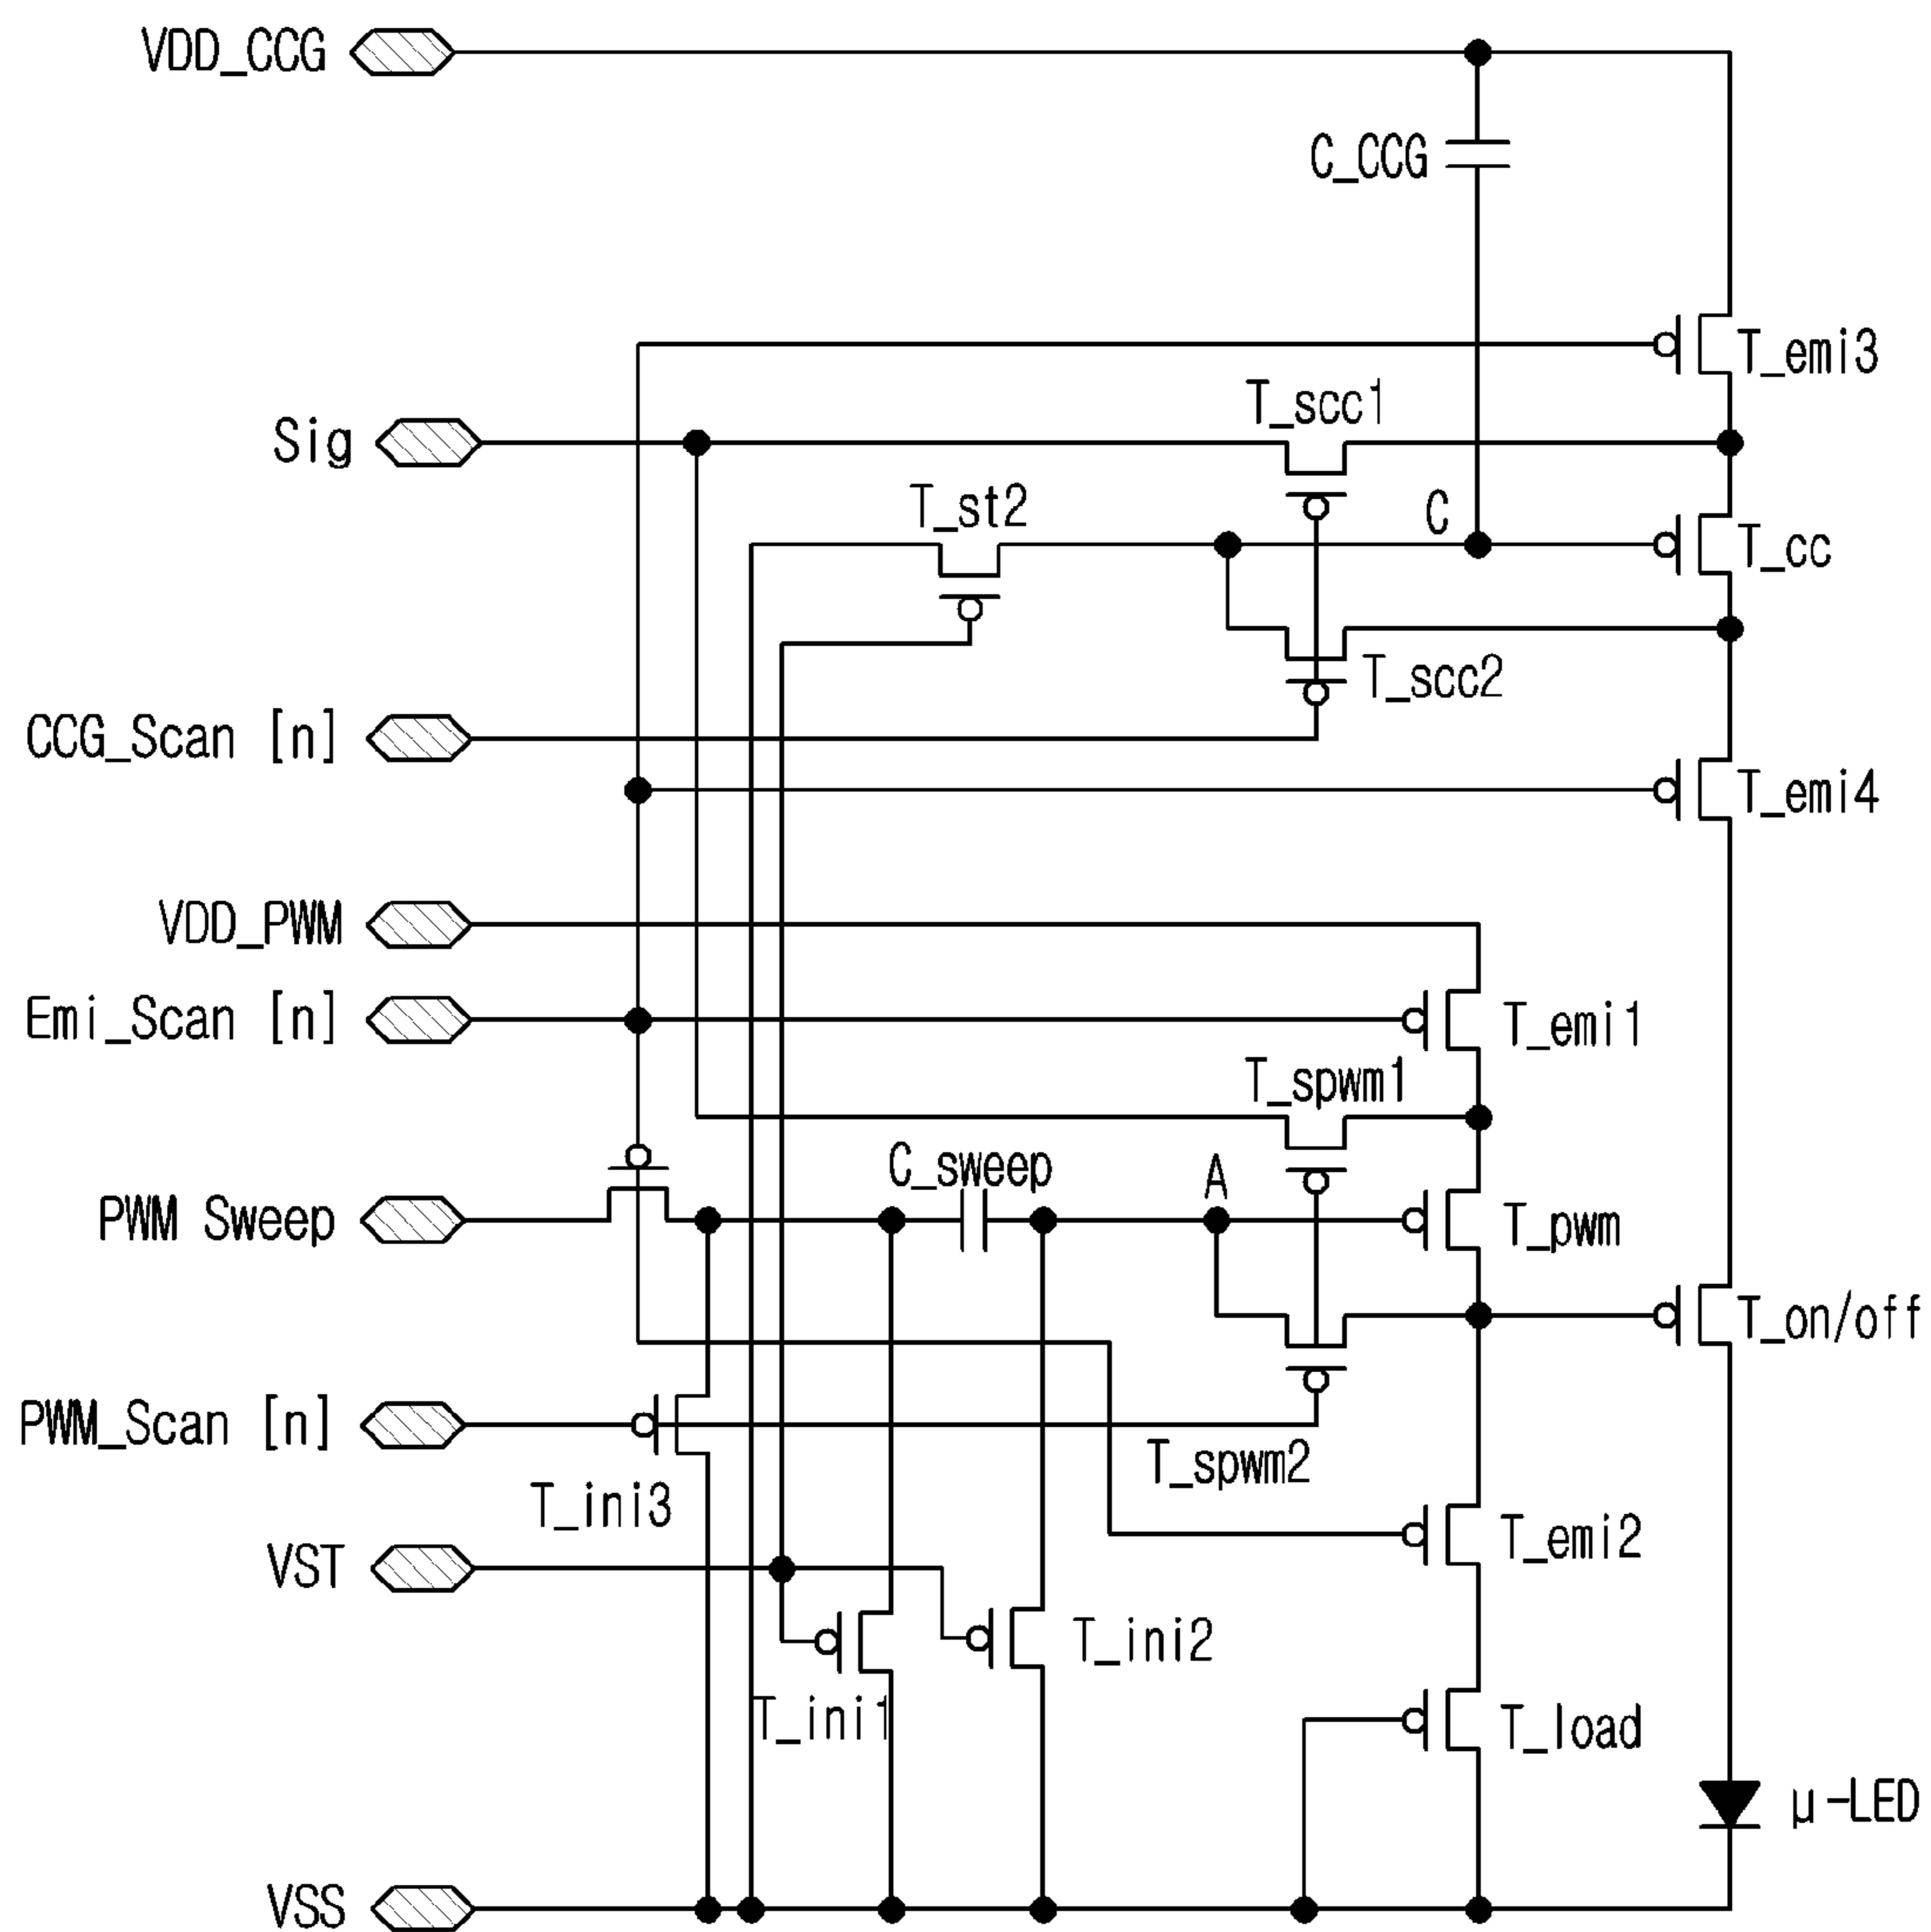 VDD_CCG
C_CCG
T_emi3
T_scc1
Sig
T_st2
C
T_cc
T_scc2
CCG_Scan [n]
T_emi4
VDD_PWM
Emi_Scan [n]
T_emi1
T_spwm1
C_sweep
A
PWM Sweep
T_pwm
T_on/off
PWM_Scan [n]
T_spwm2
T_ini3
T_emi2
VST
T_ini2
T_ini1
T_load
μ-LED
VSS